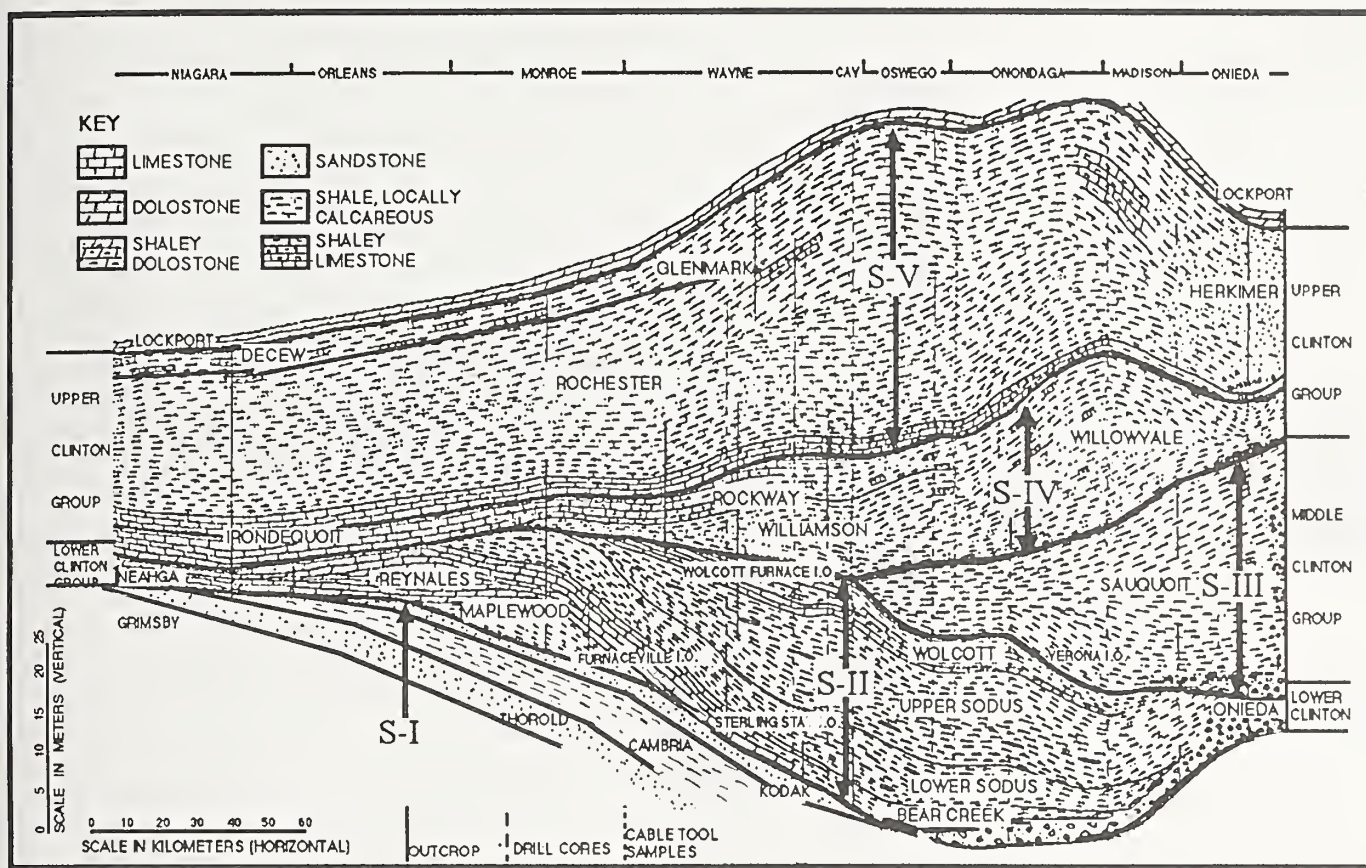 NIAGARA ORLEANS MONROE WAYNE CAY OSWEGO ONONDAGA MADISON ONIEDA
KEY
LIMESTONE
SANDSTONE
DOLOSTONE
SHALE, LOCALLY
CALCAREOUS
SHALEY
DOLOSTONE
SHALEY
LIMESTONE
LOCKPORT
GLENMARK
S-V
HERKIMER
UPPER
CLINTON
GROUP
LOCKPORT
DECEW
ROCHESTER
UPPER
CLINTON
GROUP
WILLOWVALE
ROCKWAY
S-IV
WILLIAMSON
IRONDEQUOIT
MIDDLE
CLINTON
GROUP
LOWER
CLINTON
GROUP
NEAHGA
REYNALES
WOLCOTT FURNACE I.O.
SAUQUOIT
S-III
MAPLEWOOD
GRIMSBY
FURNACEVILLE I.O.
WOLCOTT
VERONA I.O.
S-II
UPPER SODUS
ONIEDA
LOWER
CLINTON
S-I
THOROLD
STERLING STA
CAMBRIA
KODAK
LOWER SODUS
BEAR CREEK
25
20
15
10
5
0
SCALE IN METERS (VERTICAL)
0 10 20 30 40 50 60
SCALE IN KILOMETERS (HORIZONTAL)
OUTCROP
DRILL CORES
CABLE TOOL
SAMPLES